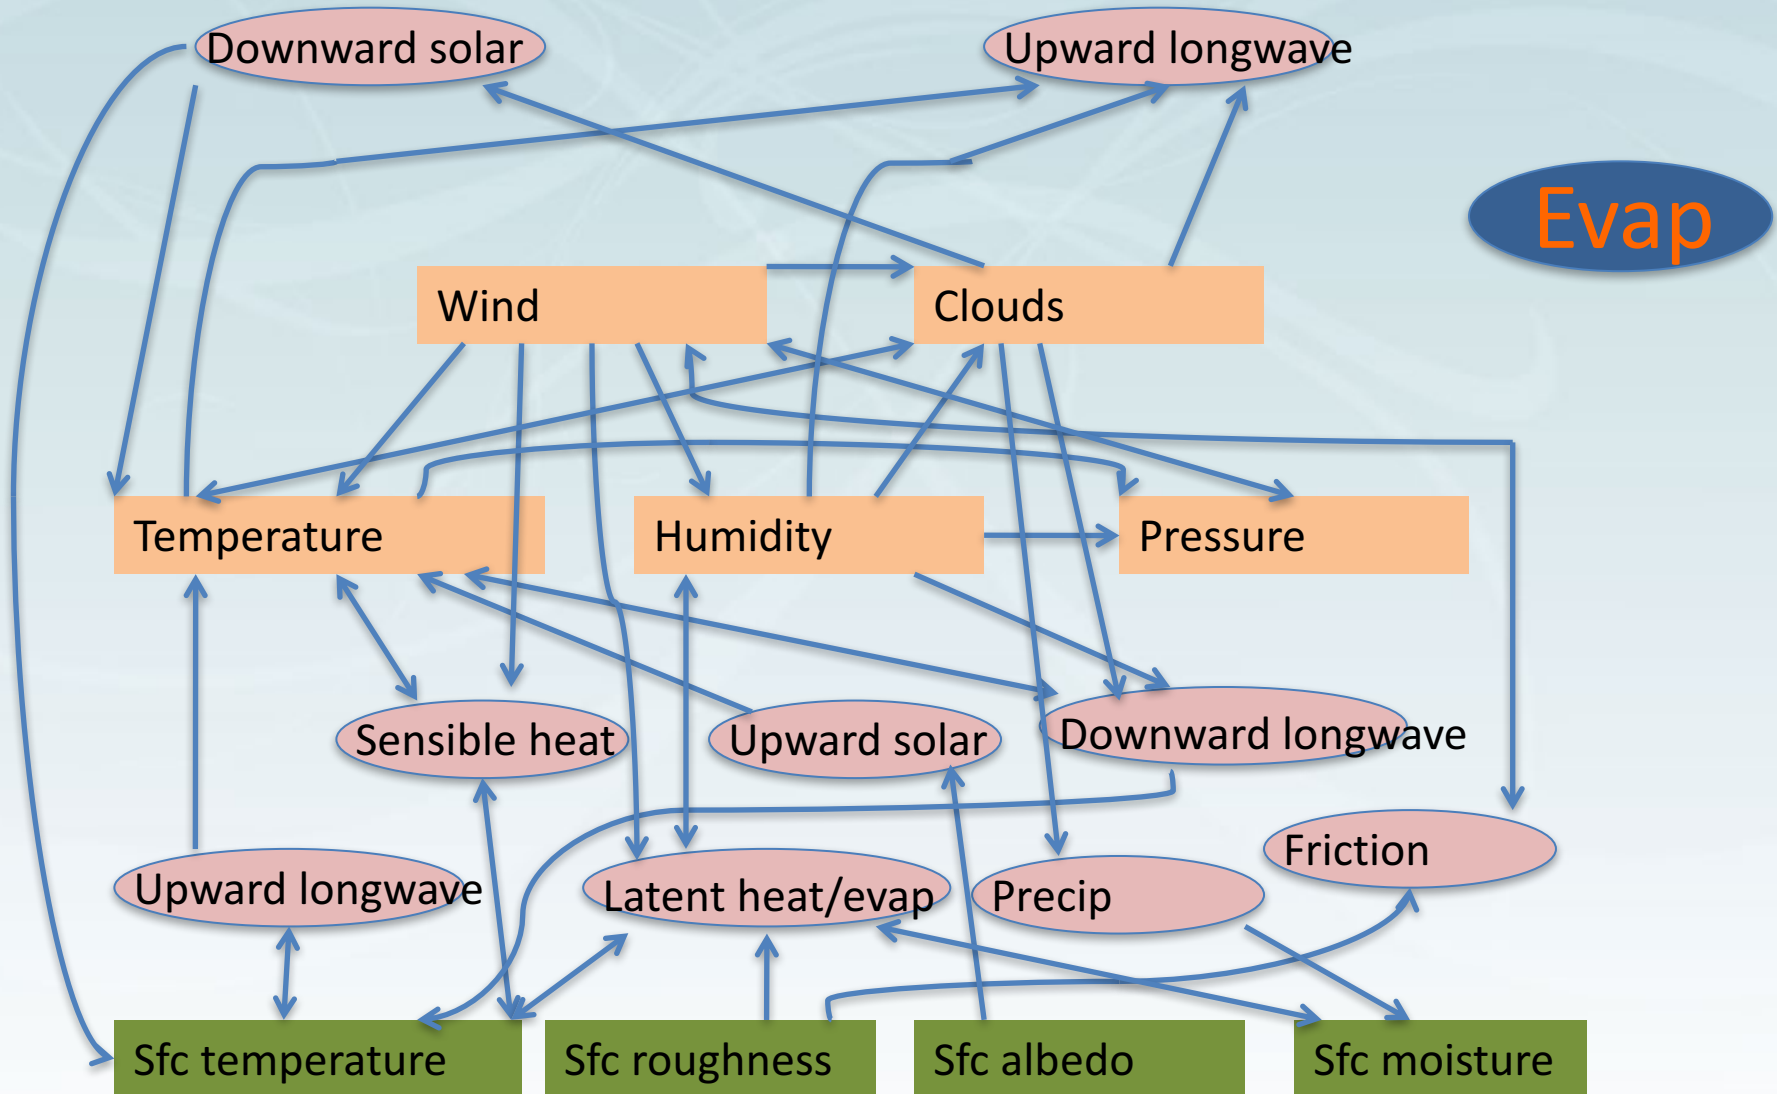 Downward solar
Upward longwave
Evap
Wind
Clouds
Temperature
Humidity
Pressure
Sensible heat
Upward solar
Downward longwave
Friction
Upward longwave
Latent heat/evap
Precip
Sfc temperature
Sfc roughness
Sfc albedo
Sfc moisture